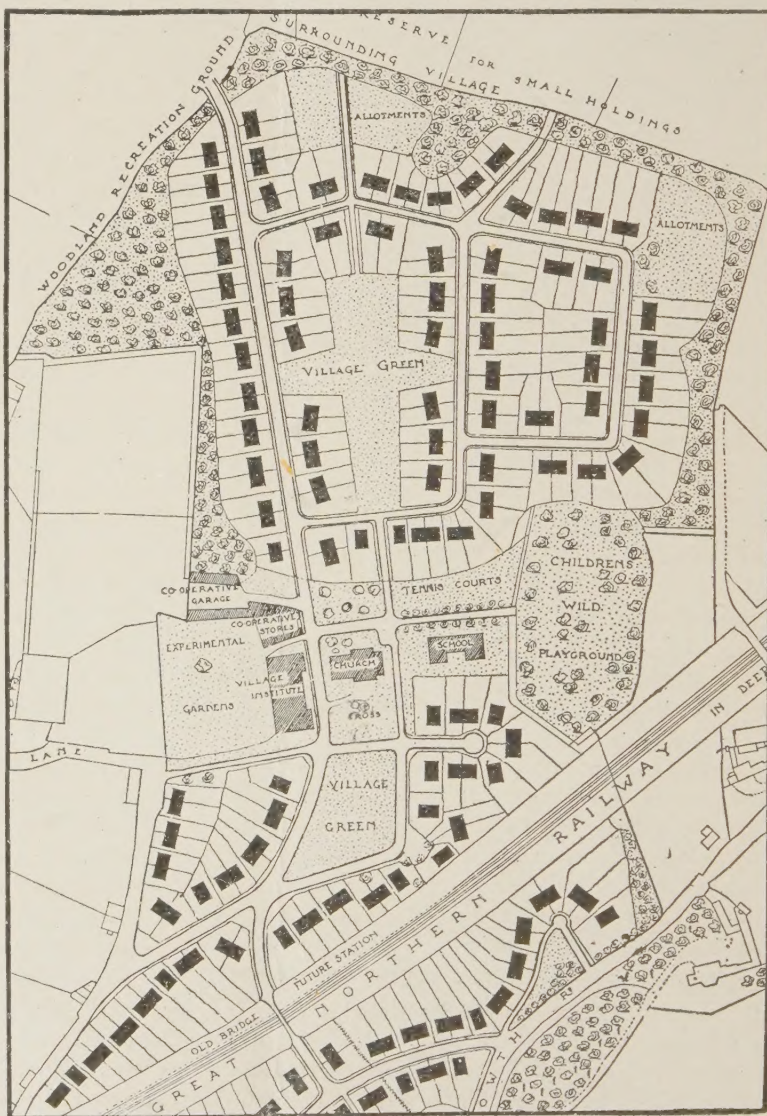 RESERVE FOR SMALL HOLDINGS
SURROUNDING VILLAGE
WOODLAND RECREATION GROUND
ALLOTMENTS
ALLOTMENTS
VILLAGE GREEN
CHILDRENS
WILD.
PLAYGROUND
TENNIS COURTS
CO-OPERATIVE
GARAGE
CO-OPERATIVE
STORES
EXPERIMENTAL
GARDENS
VILLAGE
INSTITUTE
CHURCH
SCHOOL
CROSS
LANE
VILLAGE
GREEN
FUTURE STATION
OLD BRIDGE
GREAT NORTHERN RAILWAY IN DEEP
OWTH RD